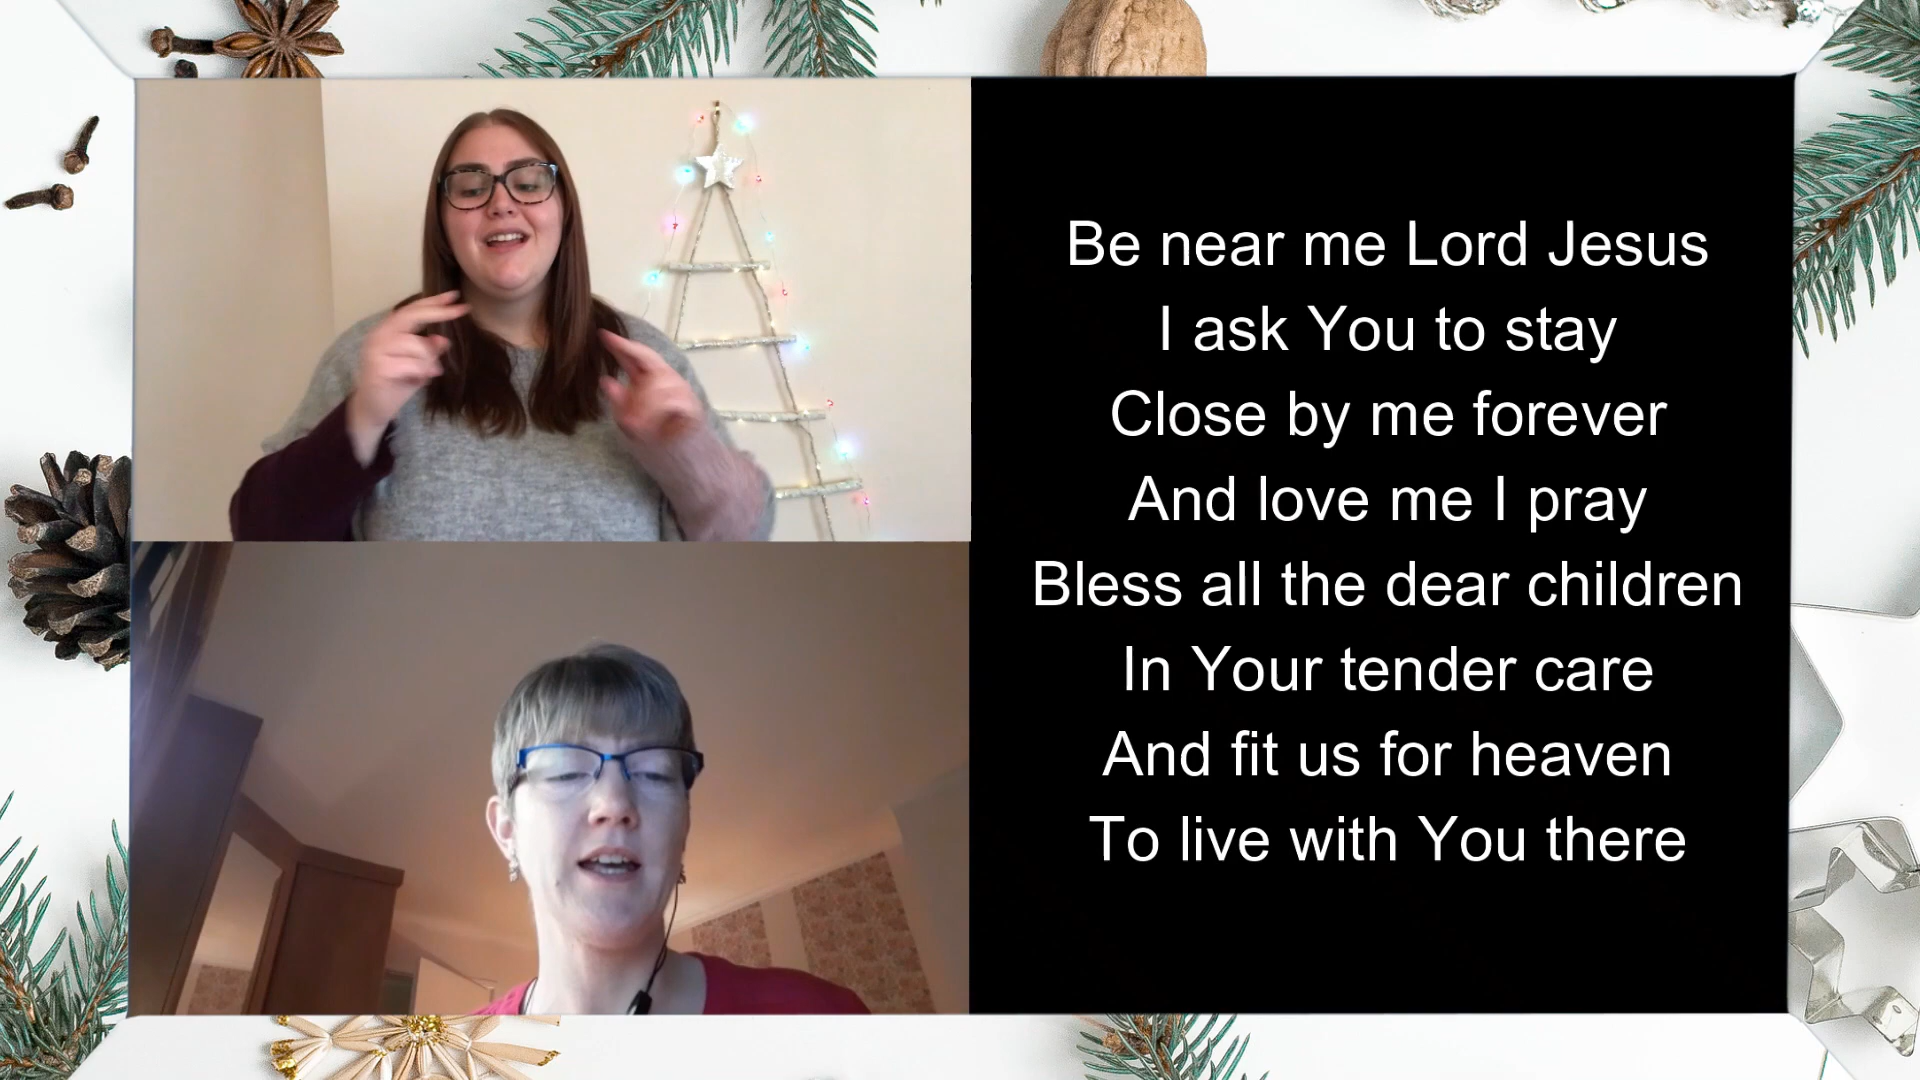 Be near me Lord Jesus
I ask You to stay
Close by me forever
And love me I pray
Bless all the dear children
In Your tender care
And fit us for heaven
To live with You there